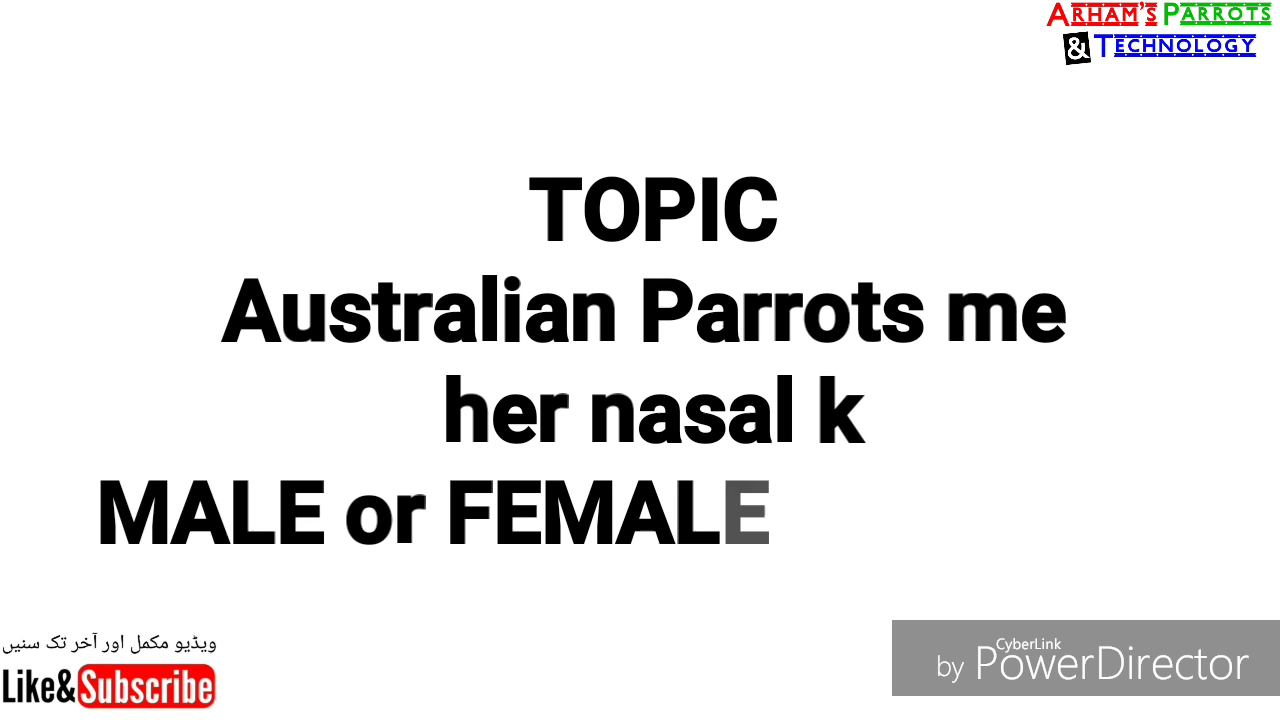 ARHAM'S PARROTS
& TECHNOLOGY
TOPIC
Australian Parrots me
her nasal k
MALE or FEMALE
ویڈیو مکمل اور آخر تک سنیں
Like& Subscribe
CyberLink
by PowerDirector